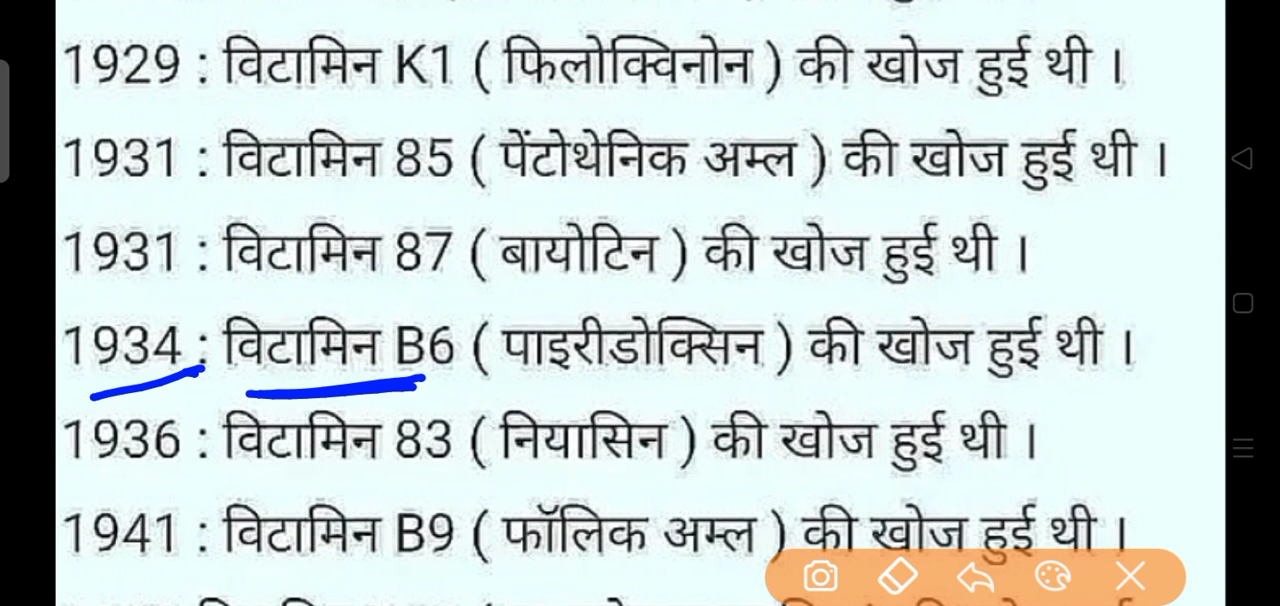 1929 : विटामिन K1 ( फिलोक्विनोन ) की खोज हुई थी ।
1931 : विटामिन 85 ( पेंटोथेनिक अम्ल ) की खोज हुई थी ।
1931 : विटामिन 87 ( बायोटिन ) की खोज हुई थी ।
1934 : विटामिन B6 ( पाइरीडोक्सिन ) की खोज हुई थी ।
1936 : विटामिन 83 ( नियासिन ) की खोज हुई थी ।
1941 : विटामिन B9 ( फॉलिक अम्ल ) की खोज हुई थी ।